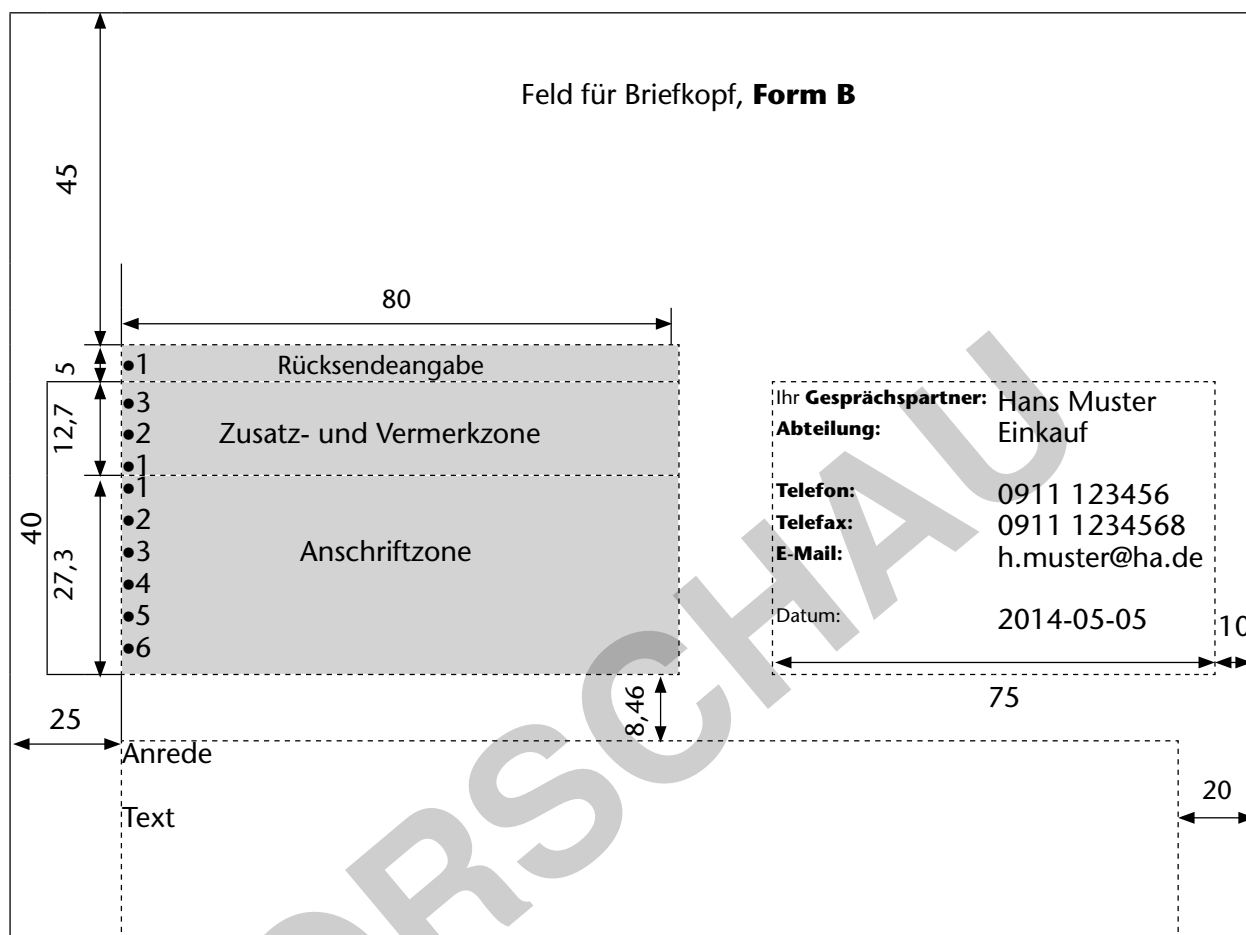 Feld für Briefkopf, Form B
45
80
5
•1 Rücksendeangabe
12,7
•3
•2 Zusatz- und Vermerkzone
•1
40
27,3
•1
•2
•3 Anschriftzone
•4
•5
•6
Ihr Gesprächspartner: Hans Muster
Abteilung: Einkauf
Telefon: 0911 123456
Telefax: 0911 1234568
E-Mail: h.muster@ha.de
Datum: 2014-05-05
10
75
8,46
25
Anrede
20
Text
ORSCHAU